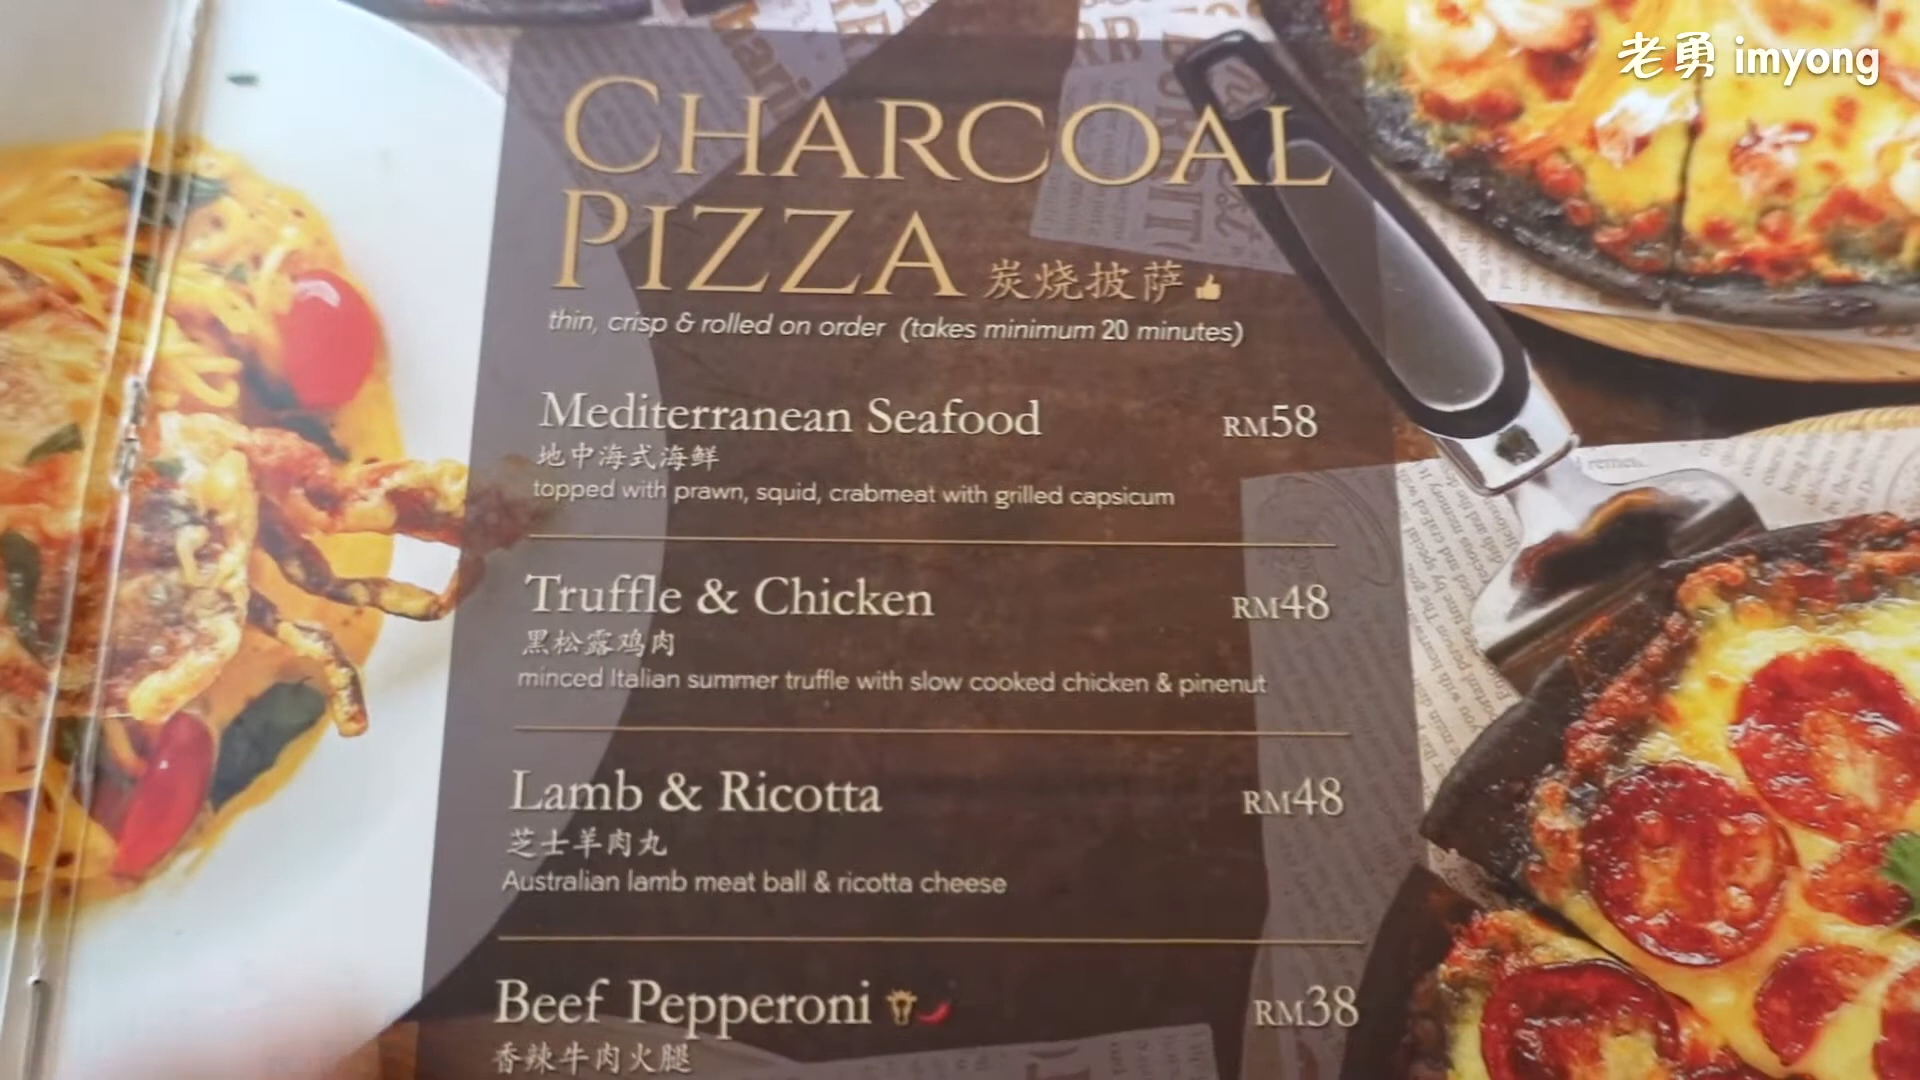 老勇 imyong
CHARCOAL
PIZZA 炭烧披萨
thin, crisp & rolled on order (takes minimum 20 minutes)
Mediterranean Seafood RM58
地中海式海鲜
topped with prawn, squid, crabmeat with grilled capsicum
Truffle & Chicken RM48
黑松露鸡肉
minced Italian summer truffle with slow cooked chicken & pinenut
Lamb & Ricotta RM48
芝士羊肉丸
Australian lamb meat ball & ricotta cheese
Beef Pepperoni RM38
香辣牛肉火腿